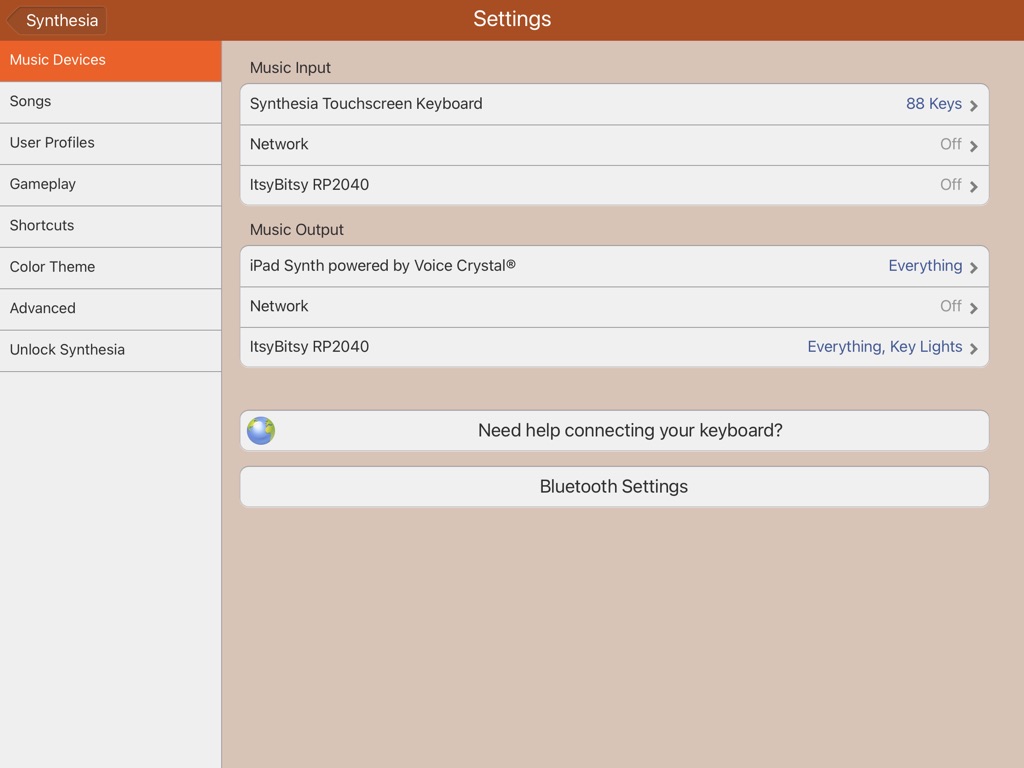 Synthesia
Settings
Music Devices
Songs
User Profiles
Gameplay
Shortcuts
Color Theme
Advanced
Unlock Synthesia
Music Input
Synthesia Touchscreen Keyboard 88 Keys
Network Off
ItsyBitsy RP2040 Off
Music Output
iPad Synth powered by Voice Crystal® Everything
Network Off
ItsyBitsy RP2040 Everything, Key Lights
Need help connecting your keyboard?
Bluetooth Settings